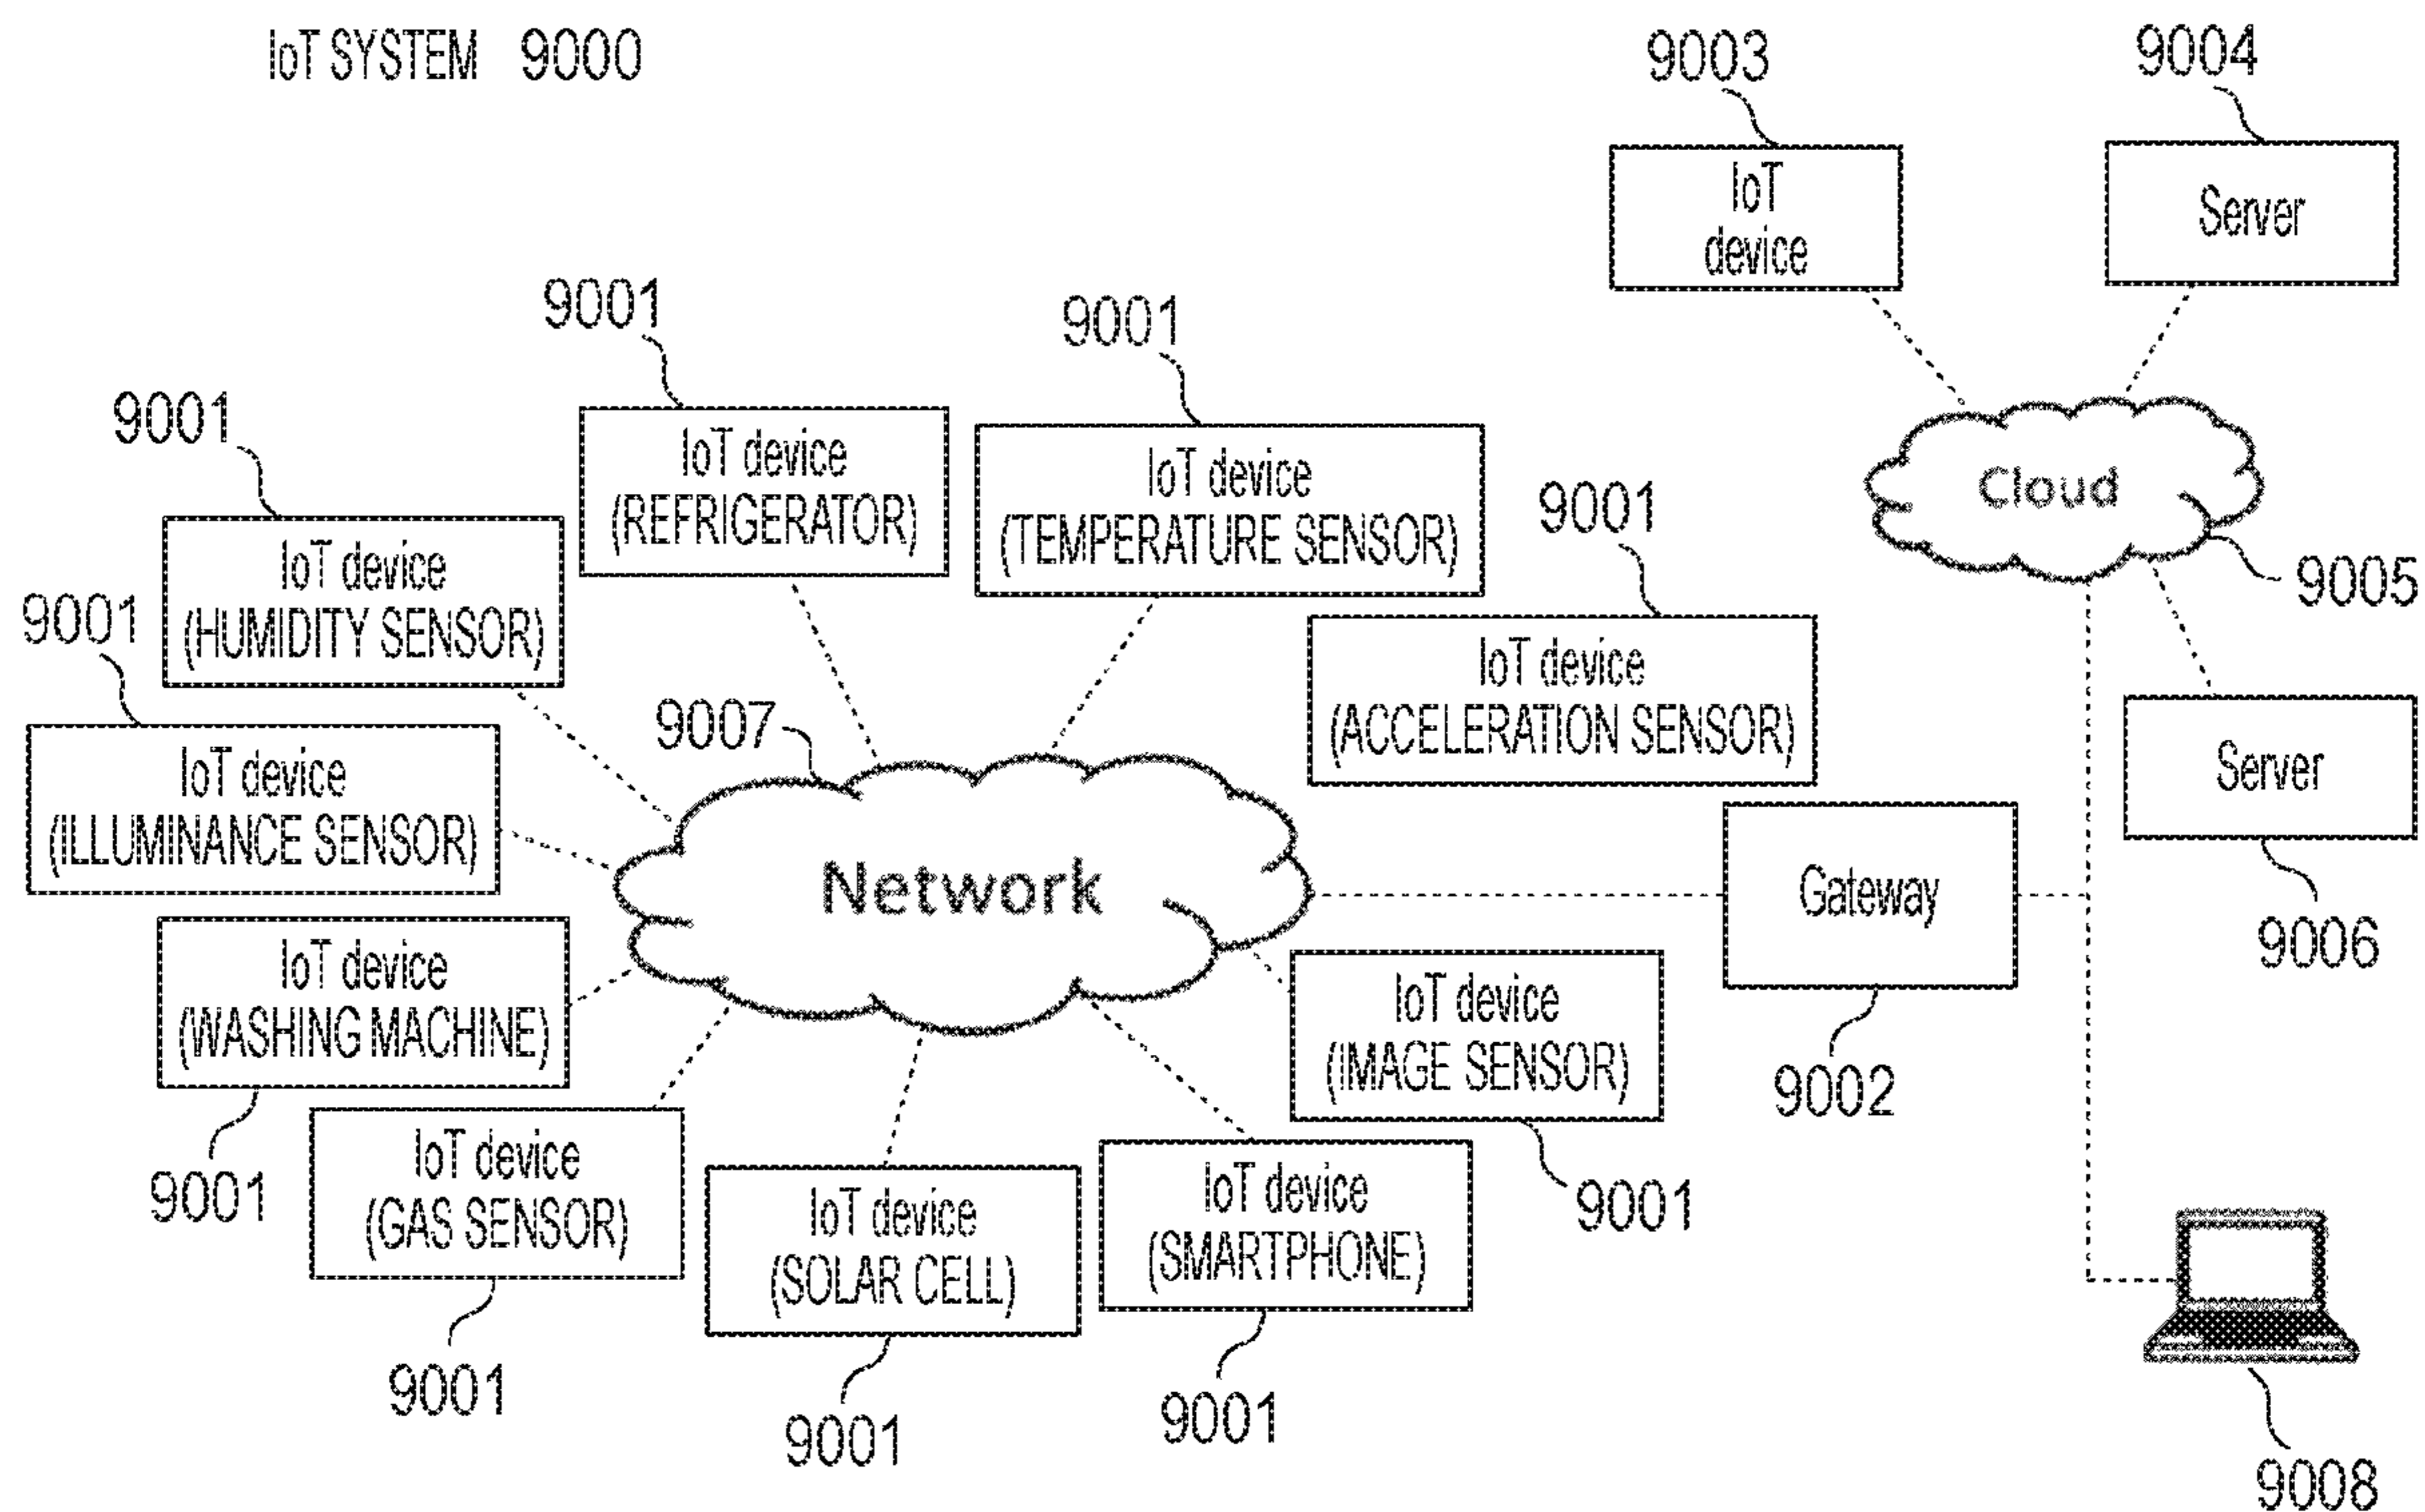 IoT SYSTEM 9000
9003
9004
IoT
device
Server
9001
IoT device
(REFRIGERATOR)
9001
IoT device
(TEMPERATURE SENSOR)
Cloud
9005
9001
IoT device
(HUMIDITY SENSOR)
9001
IoT device
(ACCELERATION SENSOR)
9001
IoT device
(ILLUMINANCE SENSOR)
9007
Network
Server
9006
Gateway
9002
IoT device
(WASHING MACHINE)
9001
IoT device
(IMAGE SENSOR)
9001
IoT device
(GAS SENSOR)
9001
IoT device
(SOLAR CELL)
9001
IoT device
(SMARTPHONE)
9001
9008